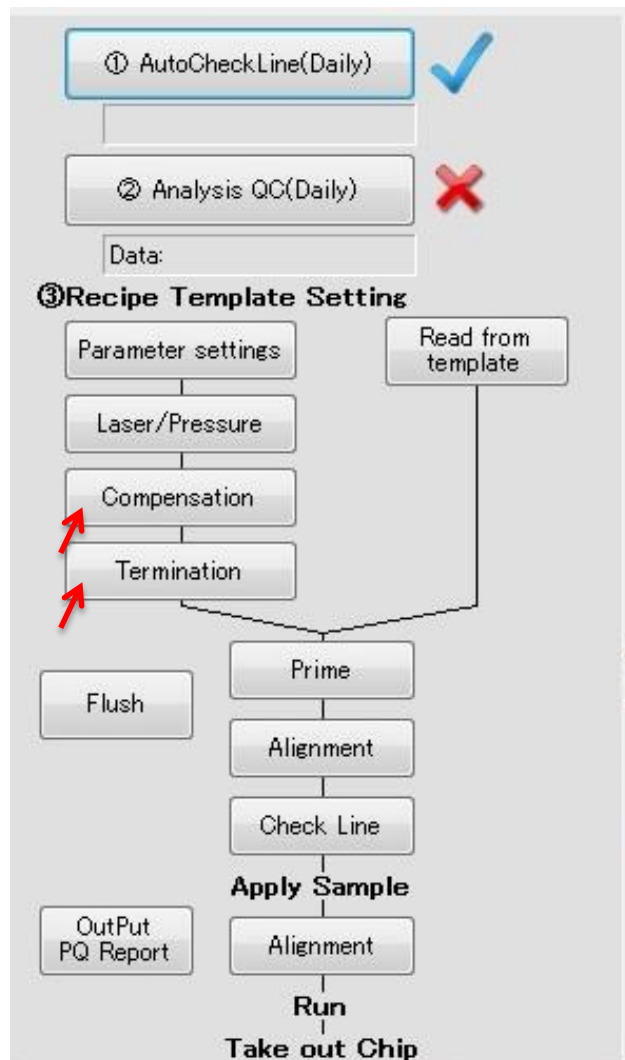 ① AutoCheckLine(Daily)
② Analysis QC(Daily)
Data:
③Recipe Template Setting
Parameter settings
Read from
template
Laser/Pressure
Compensation
Termination
Prime
Flush
Alignment
Check Line
Apply Sample
OutPut
PQ Report
Alignment
Run
Take out Chip